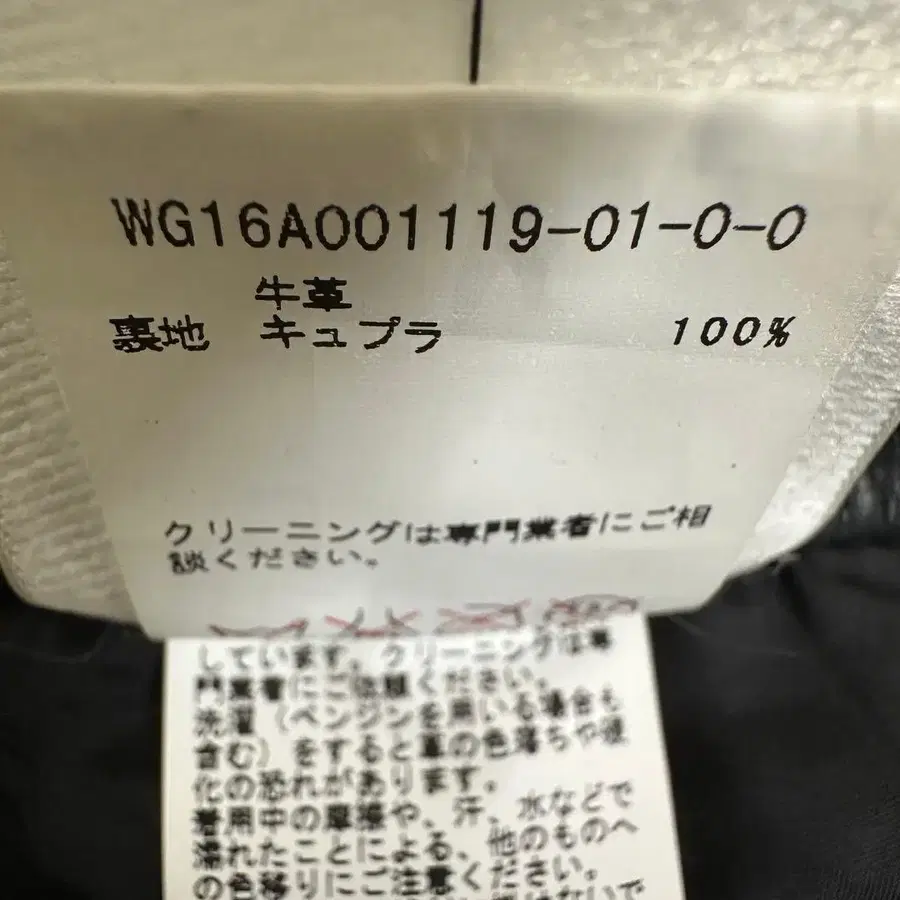 WG16A001119-01-0-0
牛革
裏地 キュプラ 100%
クリーニングは専門業者にご相
談ください。
しています。クリーニングは専
門業者にご依頼ください。
洗濯(ベンジンを用いる場合も
含む)をすると革の色落ちや硬
化の恐れがあります。
着用中の摩擦や、汗、水などで
濡れたことによる、他のものへ
の色移りにご注意ください。
ないで